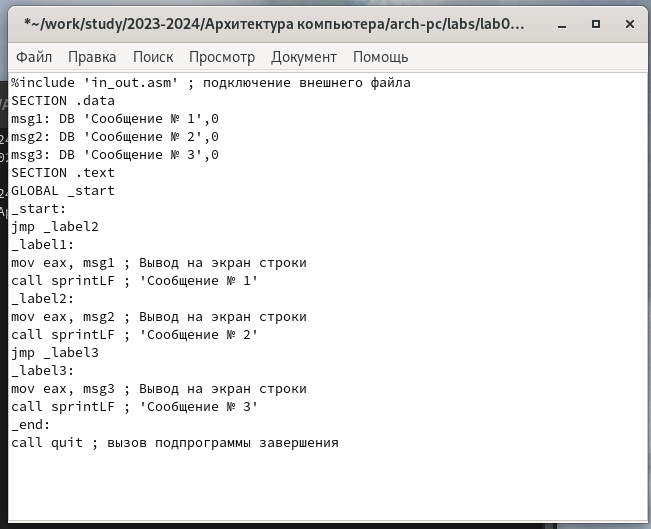 *~/work/study/2023-2024/Архитектура компьютера/arch-pc/labs/lab0...
Файл Правка Поиск Просмотр Документ Помощь
%include 'in_out.asm' ; подключение внешнего файла
SECTION .data
msg1: DB 'Сообщение № 1',0
msg2: DB 'Сообщение № 2',0
msg3: DB 'Сообщение № 3',0
SECTION .text
GLOBAL _start
_start:
jmp _label2
_label1:
mov eax, msg1 ; Вывод на экран строки
call sprintLF ; 'Сообщение № 1'
_label2:
mov eax, msg2 ; Вывод на экран строки
call sprintLF ; 'Сообщение № 2'
jmp _label3
_label3:
mov eax, msg3 ; Вывод на экран строки
call sprintLF ; 'Сообщение № 3'
_end:
call quit ; вызов подпрограммы завершения